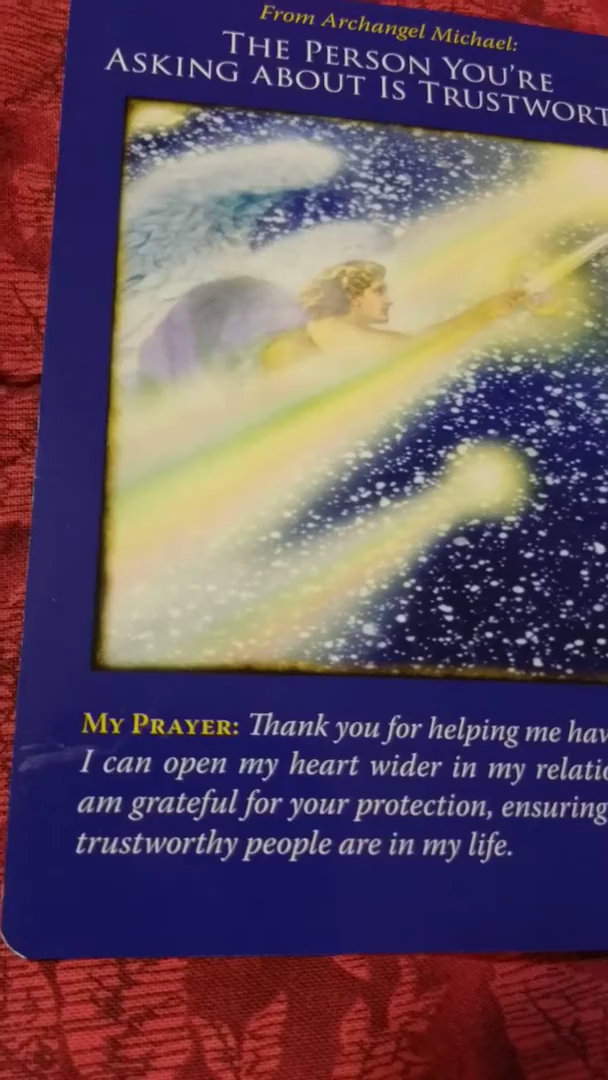 From Archangel Michael:
THE PERSON YOU'RE
ASKING ABOUT IS TRUSTWORT
MY PRAYER: Thank you for helping me hav
I can open my heart wider in my relatio
am grateful for your protection, ensuring
trustworthy people are in my life.